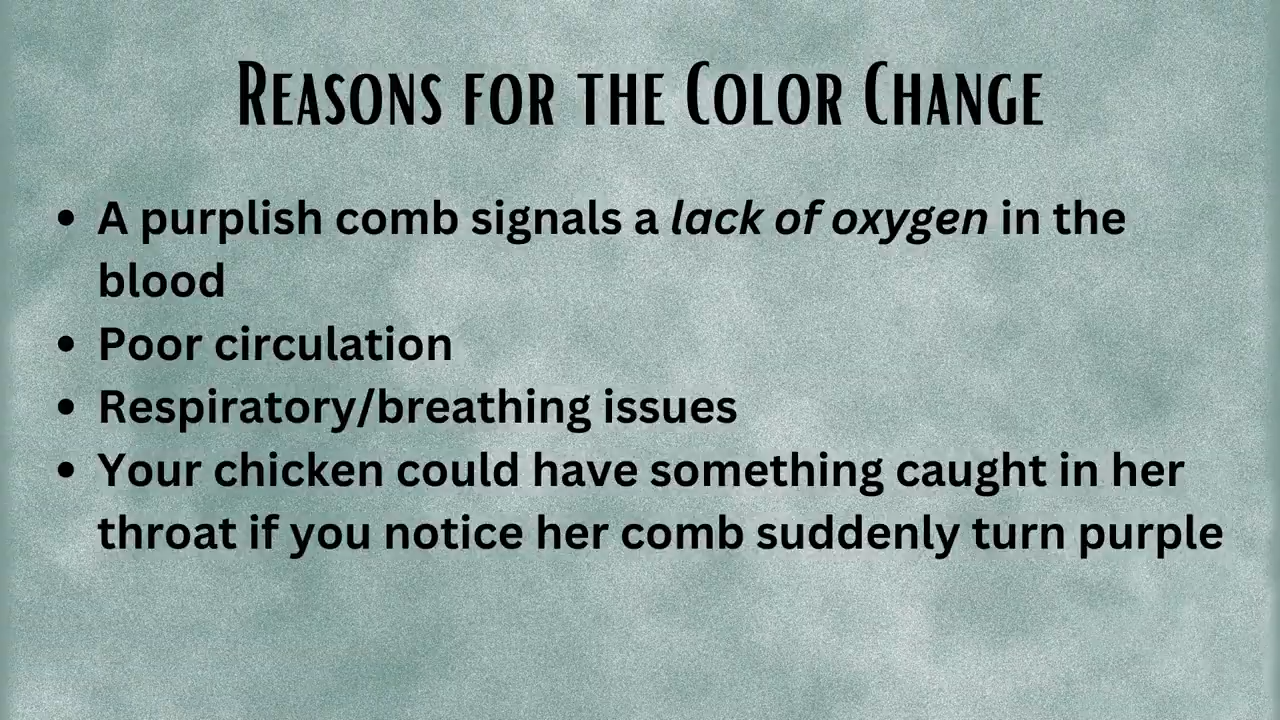 Reasons for the Color Change
• A purplish comb signals a lack of oxygen in the
blood
• Poor circulation
• Respiratory/breathing issues
• Your chicken could have something caught in her
throat if you notice her comb suddenly turn purple